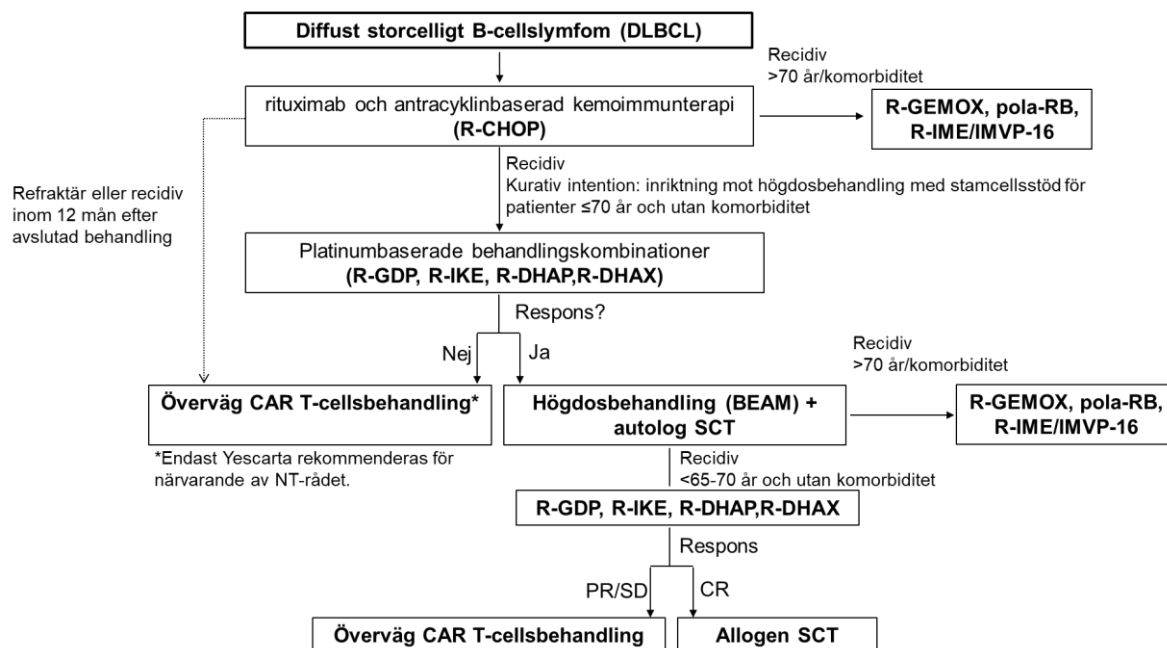 Diffust storcelligt B-cellslymfom (DLBCL)
Recidiv
>70 år/komorbiditet
rituximab och antracyklinbaserad kemoimmunterapi
(R-CHOP)
R-GEMOX, pola-RB,
R-IME/IMVP-16
Recidiv
Kurativ intention: inriktning mot högdosbehandling med stamcellsstöd för
patienter ≤70 år och utan komorbiditet
Refraktär eller recidiv
inom 12 mån efter
avslutad behandling
Platinumbaserade behandlingskombinationer
(R-GDP, R-IKE, R-DHAP,R-DHAX)
Respons?
Nej
Ja
Recidiv
>70 år/komorbiditet
Överväg CAR T-cellsbehandling*
Högdosbehandling (BEAM) +
autolog SCT
R-GEMOX, pola-RB,
R-IME/IMVP-16
*Endast Yescarta rekommenderas för
närvarande av NT-rådet.
Recidiv
<65-70 år och utan komorbiditet
R-GDP, R-IKE, R-DHAP,R-DHAX
Respons
PR/SD
CR
Överväg CAR T-cellsbehandling
Allogen SCT